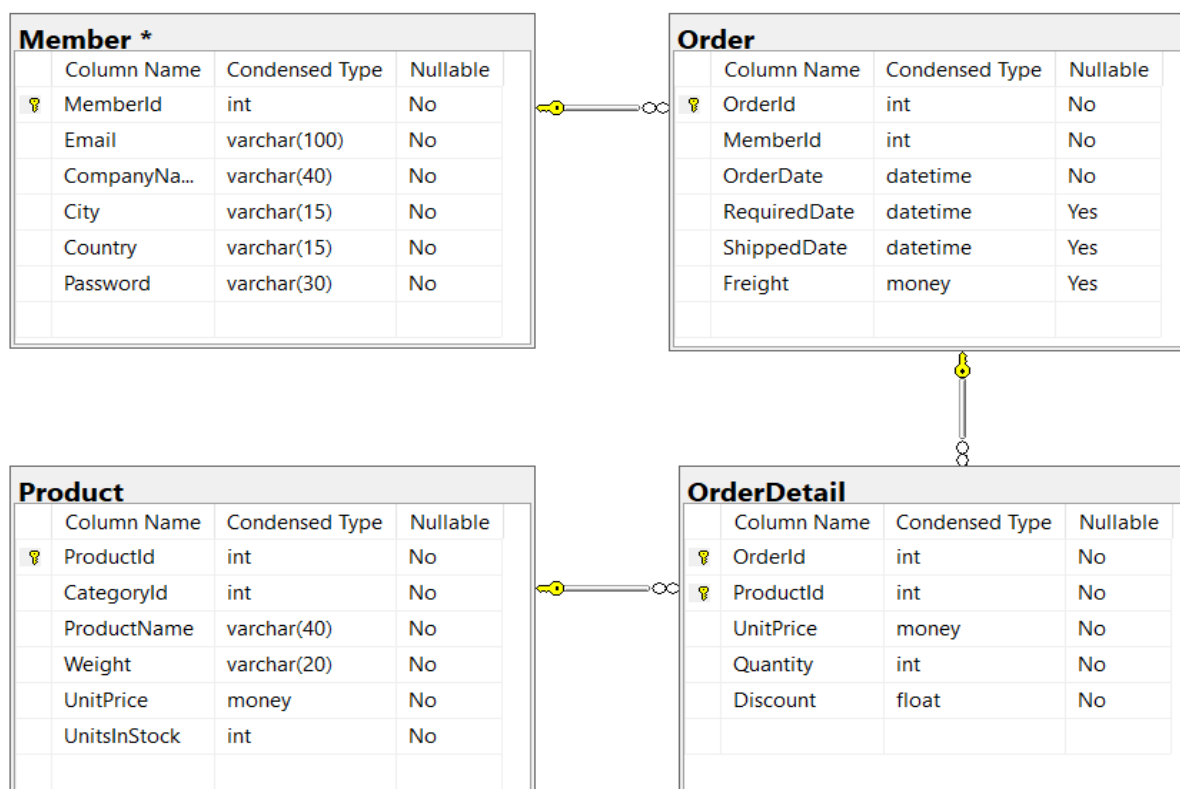 Member *
Column Name Condensed Type Nullable
MemberId int No
Email varchar(100) No
CompanyNa... varchar(40) No
City varchar(15) No
Country varchar(15) No
Password varchar(30) No
Order
Column Name Condensed Type Nullable
OrderId int No
MemberId int No
OrderDate datetime No
RequiredDate datetime Yes
ShippedDate datetime Yes
Freight money Yes
Product
Column Name Condensed Type Nullable
ProductId int No
CategoryId int No
ProductName varchar(40) No
Weight varchar(20) No
UnitPrice money No
UnitsInStock int No
OrderDetail
Column Name Condensed Type Nullable
OrderId int No
ProductId int No
UnitPrice money No
Quantity int No
Discount float No